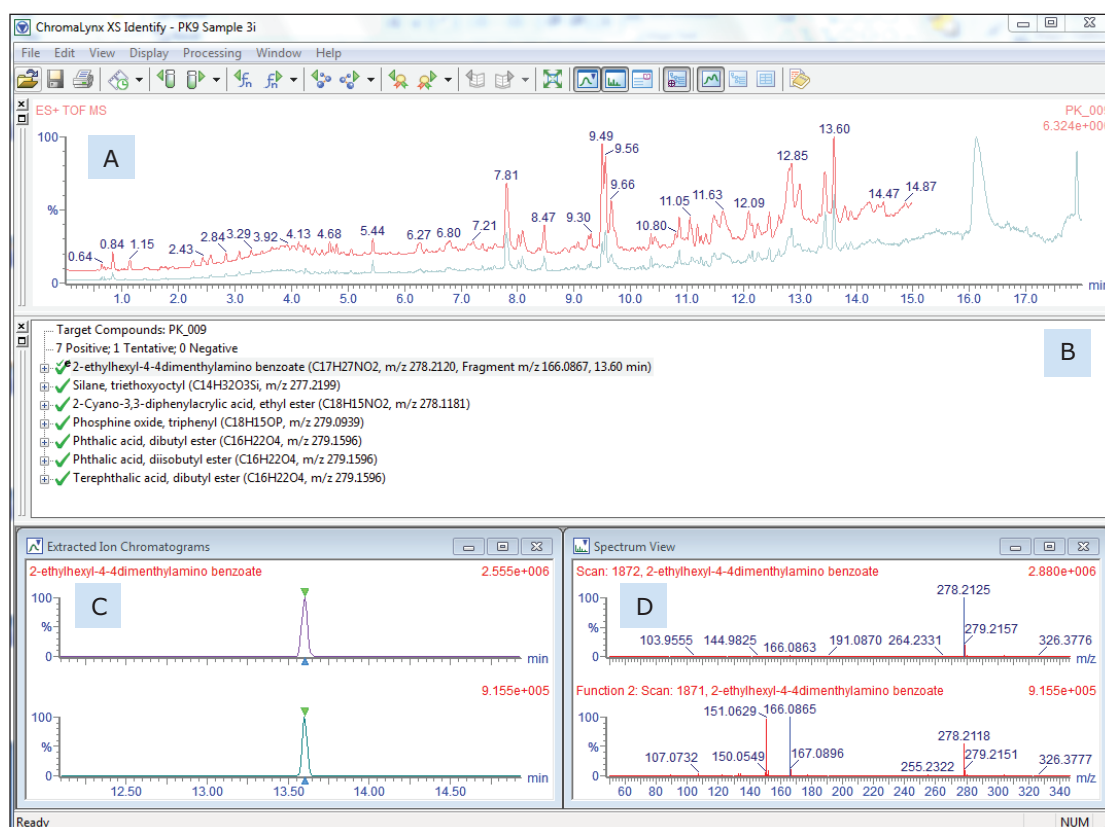 ChromaLynx XS Identify - PK9 Sample 3i
File Edit View Display Processing Window Help
ES+ TOF MS
PK_009
6.324e+00
A
100
%
0
0.64
0.84
1.15
2.43
2.84
3.29
3.92
4.13
4.68
5.44
6.27
6.80
7.21
7.81
8.47
9.30
9.49
9.56
9.66
10.80
11.05
11.63
12.09
12.85
13.60
14.47
14.87
1.0 2.0 3.0 4.0 5.0 6.0 7.0 8.0 9.0 10.0 11.0 12.0 13.0 14.0 15.0 16.0 17.0 min
B
Target Compounds: PK_009
7 Positive; 1 Tentative; 0 Negative
2-ethylhexyl-4-4dimenthylamino benzoate (C17H27NO2, m/z 278.2120, Fragment m/z 166.0867, 13.60 min)
Silane, triethoxyoctyl (C14H32O3Si, m/z 277.2199)
2-Cyano-3,3-diphenylacrylic acid, ethyl ester (C18H15NO2, m/z 278.1181)
Phosphine oxide, triphenyl (C18H15OP, m/z 279.0939)
Phthalic acid, dibutyl ester (C16H22O4, m/z 279.1596)
Phthalic acid, diisobutyl ester (C16H22O4, m/z 279.1596)
Terephthalic acid, dibutyl ester (C16H22O4, m/z 279.1596)
Extracted Ion Chromatograms
2-ethylhexyl-4-4dimenthylamino benzoate 2.555e+006
C
100
%
0
min
9.155e+005
100
%
0
12.50 13.00 13.50 14.00 14.50 min
Spectrum View
Scan: 1872, 2-ethylhexyl-4-4dimenthylamino benzoate 2.880e+006
D
100
%
0
278.2125
103.9555 144.9825 166.0863 191.0870 264.2331 279.2157 326.3776
m/z
Function 2: Scan: 1871, 2-ethylhexyl-4-4dimenthylamino benzoate 9.155e+005
100
%
0
151.0629 166.0865
278.2118
107.0732 150.0549 167.0896 255.2322 279.2151 326.3777
m/z
60 80 100 120 140 160 180 200 220 240 260 280 300 320 340
Ready NUM